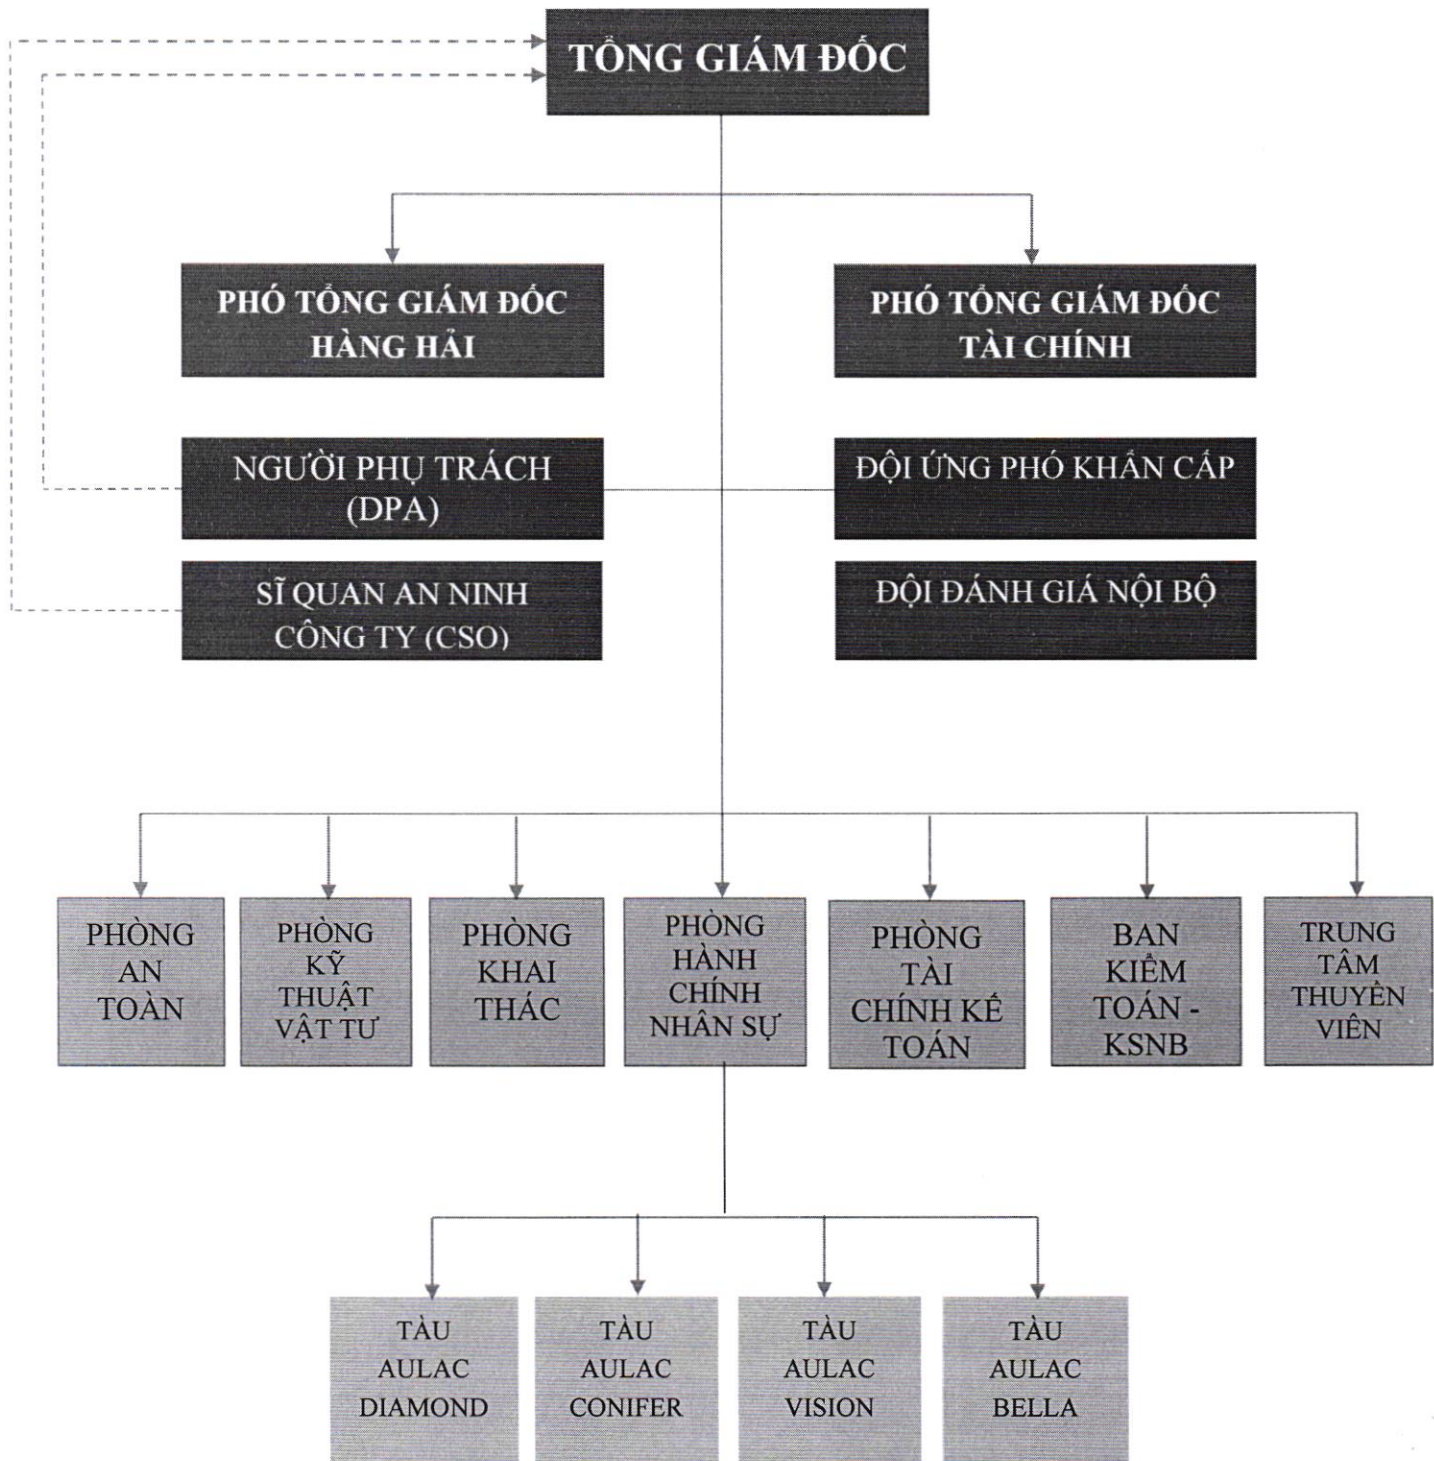 TỔNG GIÁM ĐỐC
PHÓ TỔNG GIÁM ĐỐC
HÀNG HẢI
PHÓ TỔNG GIÁM ĐỐC
TÀI CHÍNH
NGƯỜI PHỤ TRÁCH
(DPA)
ĐỘI ỨNG PHÓ KHẨN CẤP
SĨ QUAN AN NINH
CÔNG TY (CSO)
ĐỘI ĐÁNH GIÁ NỘI BỘ
PHÒNG
AN
TOÀN
PHÒNG
KỸ
THUẬT
VẬT TƯ
PHÒNG
KHAI
THÁC
PHÒNG
HÀNH
CHÍNH
NHÂN SỰ
PHÒNG
TÀI
CHÍNH KẾ
TOÁN
BAN
KIỂM
TOÁN -
KSNB
TRUNG
TÂM
THUYỀN
VIÊN
TÀU
AULAC
DIAMOND
TÀU
AULAC
CONIFER
TÀU
AULAC
VISION
TÀU
AULAC
BELLA